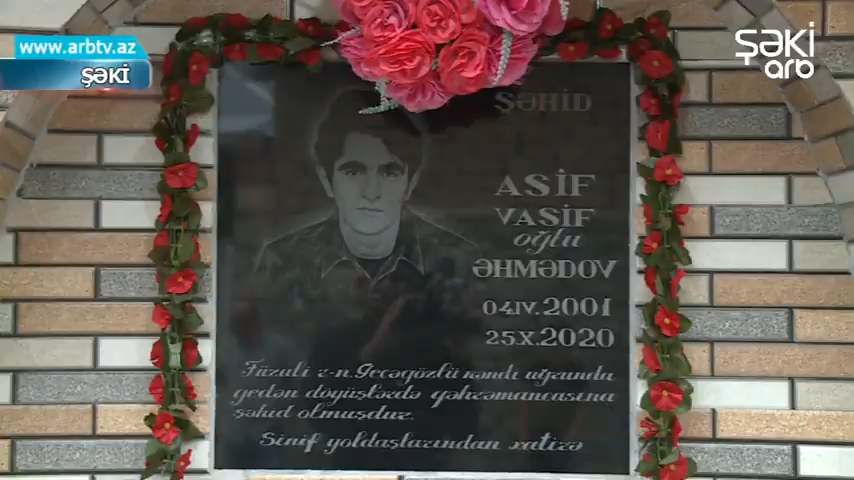 www.arbtv.az
ŞƏKİ
şəki
arb
ŞƏHİD
ASİF
VASİF
oğlu
ƏHMƏDOV
04.IV.2001
25.X.2020
Füzuli r-n. Gecəgözlü kəndi uğrunda
gedən döyüşlərdə qəhrəmancasına
şəhid olmuşdur.
Sinif yoldaşlarından xatirə